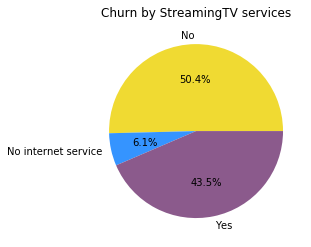 Churn by StreamingTV services
No
50.4%
6.1%
No internet service
43.5%
Yes